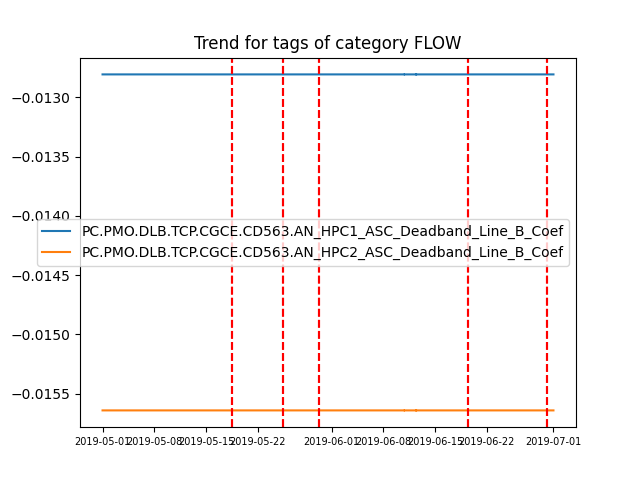 Trend for tags of category FLOW
−0.0130
−0.0135
−0.0140
−0.0145
−0.0150
−0.0155
PC.PMO.DLB.TCP.CGCE.CD563.AN_HPC1_ASC_Deadband_Line_B_Coef
PC.PMO.DLB.TCP.CGCE.CD563.AN_HPC2_ASC_Deadband_Line_B_Coef
2019-05-01 2019-05-08 2019-05-15 2019-05-22 2019-06-01 2019-06-08 2019-06-15 2019-06-22 2019-07-01